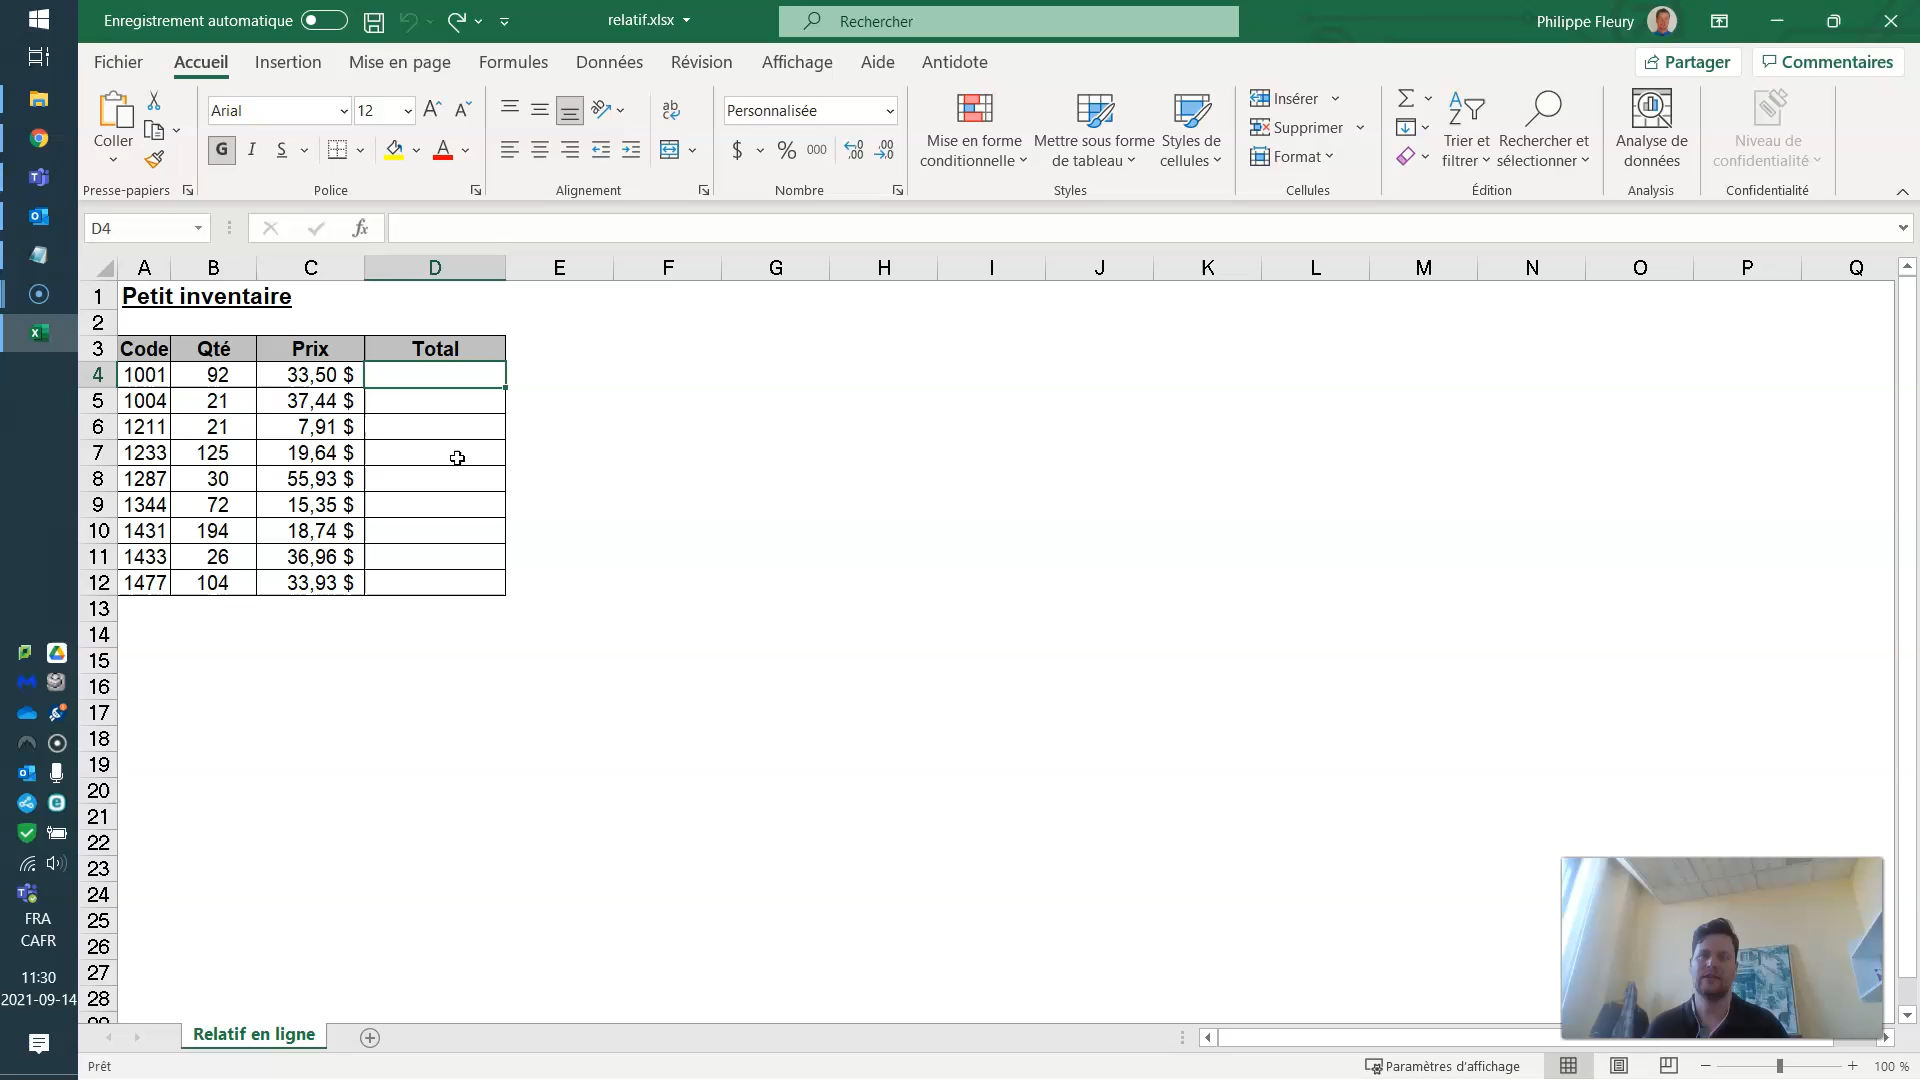 Enregistrement automatique
relatif.xlsx
Rechercher
Philippe Fleury
Fichier Accueil Insertion Mise en page Formules Données Révision Affichage Aide Antidote Partager Commentaires
Coller
Presse-papiers
Arial 12
G I S A
Police
ab
Alignement
Personnalisée
$ % 000 ,00
Nombre
Mise en forme conditionnelle
Mettre sous forme de tableau
Styles de cellules
Styles
Insérer
Supprimer
Format
Cellules
Trier et filtrer
Rechercher et sélectionner
Édition
Analyse de données
Analysis
Niveau de confidentialité
Confidentialité
D4 fx
A B C D E F G H I J K L M N O P Q
1 Petit inventaire
2
3 Code Qté Prix Total
4 1001 92 33,50 $
5 1004 21 37,44 $
6 1211 21 7,91 $
7 1233 125 19,64 $
8 1287 30 55,93 $
9 1344 72 15,35 $
10 1431 194 18,74 $
11 1433 26 36,96 $
12 1477 104 33,93 $
13
14
15
16
17
18
19
20
21
22
23
24
25
26
27
28
FRA
CAFR
11:30
2021-09-14
Relatif en ligne
Prêt
Paramètres d'affichage
100 %